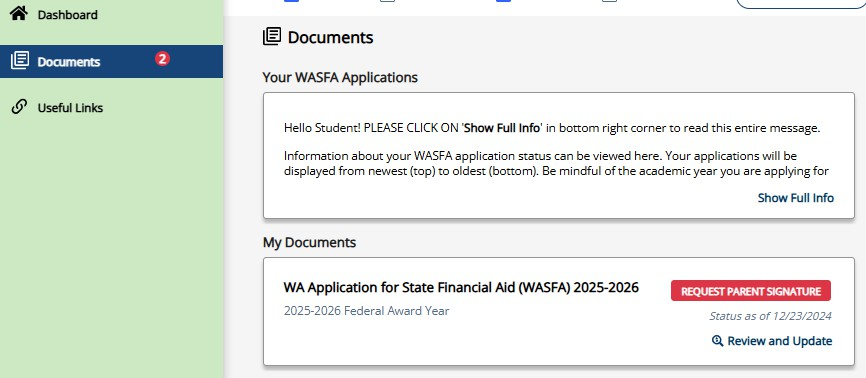 Dashboard
Documents 2
Useful Links
Documents
Your WASFA Applications
Hello Student! PLEASE CLICK ON 'Show Full Info' in bottom right corner to read this entire message.
Information about your WASFA application status can be viewed here. Your applications will be
displayed from newest (top) to oldest (bottom). Be mindful of the academic year you are applying for
Show Full Info
My Documents
WA Application for State Financial Aid (WASFA) 2025-2026
REQUEST PARENT SIGNATURE
2025-2026 Federal Award Year
Status as of 12/23/2024
Review and Update